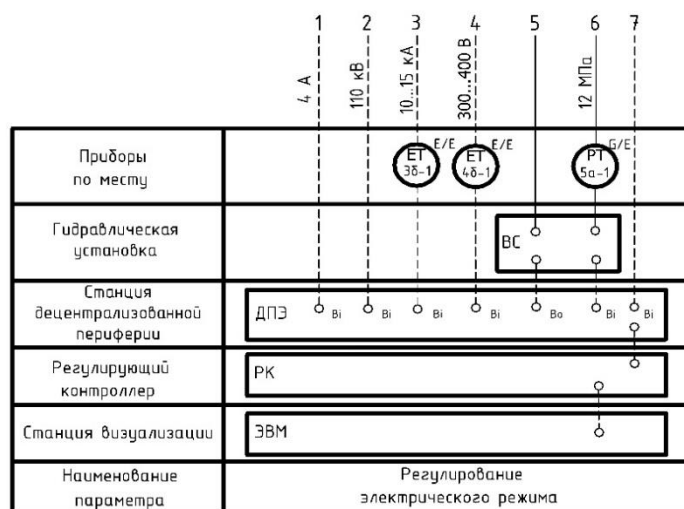 1 2 3 4 5 6 7
4 А
110 кВ
10...15 кА
300...400 В
12 МПа
Приборы
по месту
ET
3δ-1
E/E
ET
4δ-1
E/E
PT
5а-1
G/E
Гидравлическая
установка
ВС
Станция
децентрализованной
периферии
ДПЭ
Bi Bi Bi Bi Bo Bi Bi
Регулирующий
контроллер
РК
Станция визуализации
ЭВМ
Наименование
параметра
Регулирование
электрического режима